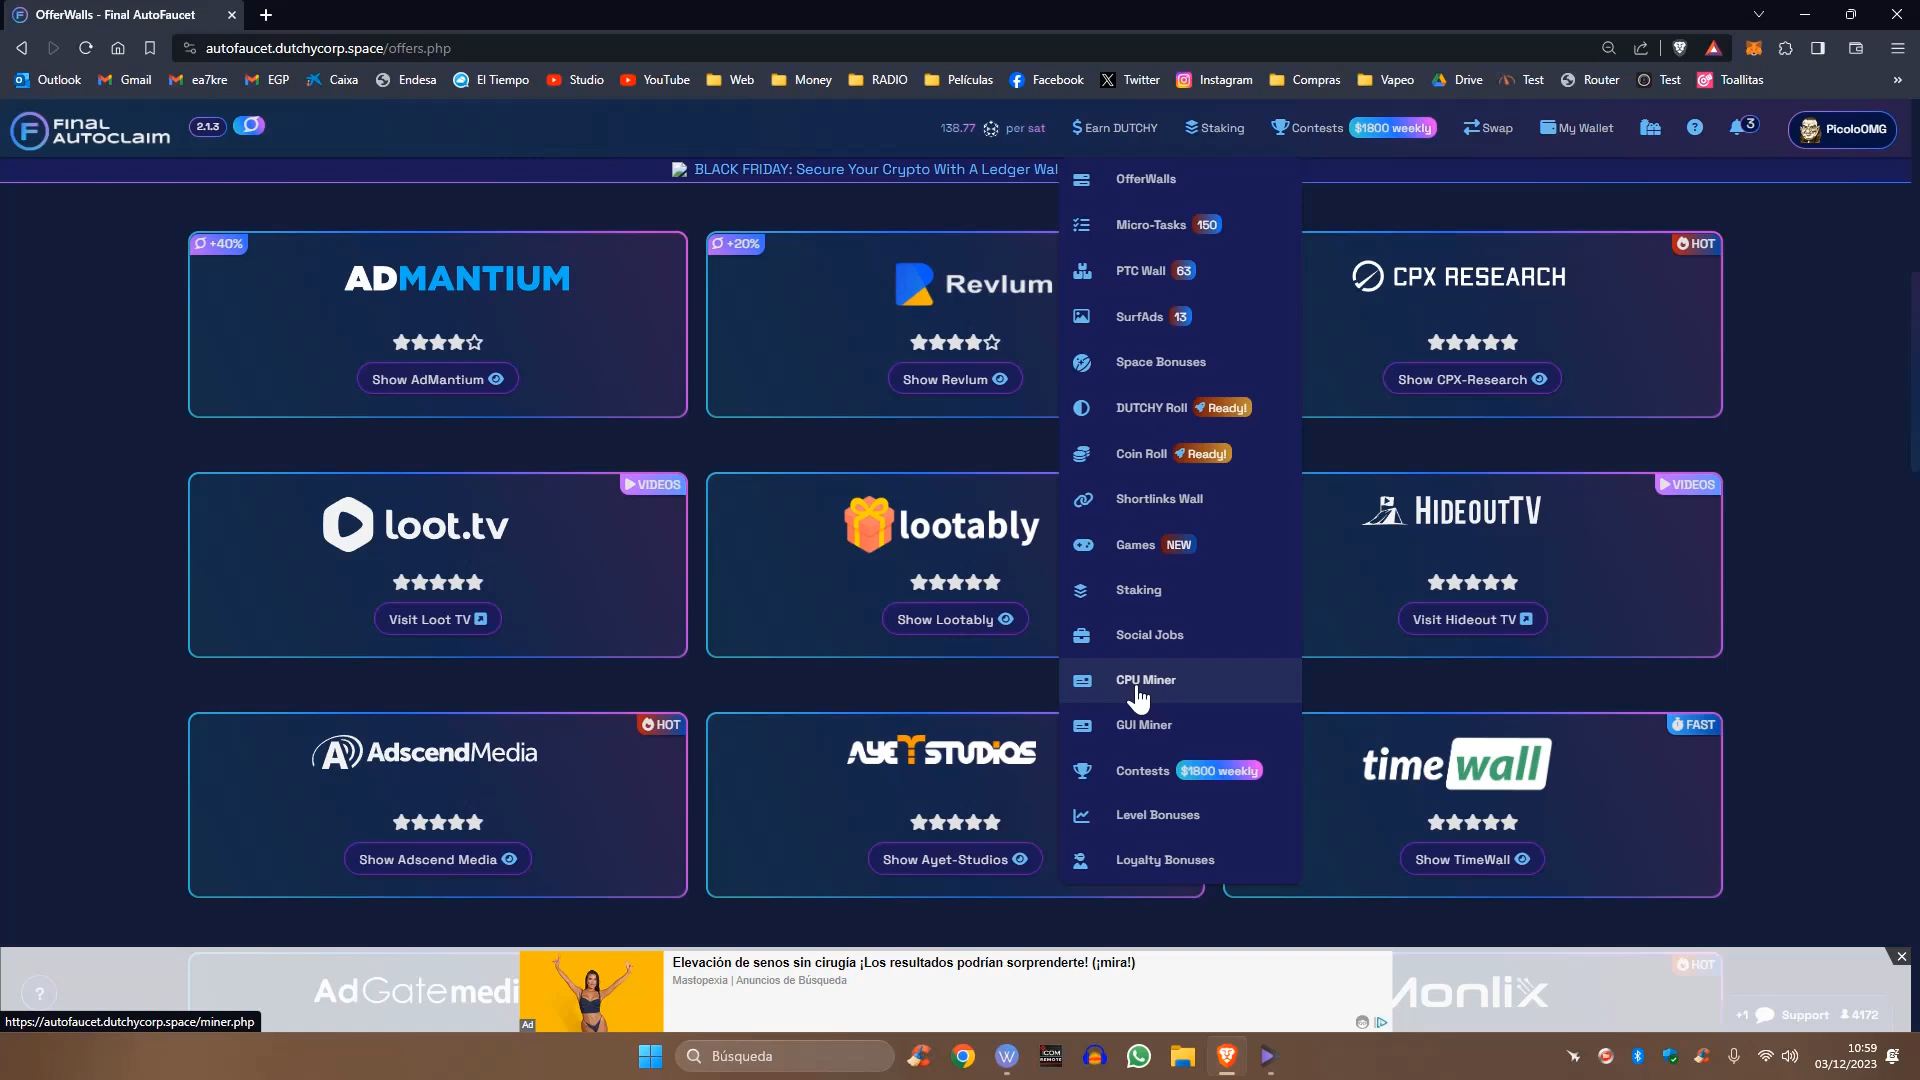 OfferWalls - Final AutoFaucet
autofaucet.dutchycorp.space/offers.php
Outlook Gmail ea7kre EGP Caixa Endesa El Tiempo Studio YouTube Web Money RADIO Películas Facebook Twitter Instagram Compras Vapeo Drive Test Router Test Toallitas
FINAL AUTOCLAIM 2.1.3 138.77 per sat Earn DUTCHY Staking Contests $1800 weekly Swap My Wallet 3 PicoloOMG
BLACK FRIDAY: Secure Your Crypto With A Ledger Wal
OfferWalls
Micro-Tasks 150
PTC Wall 63
SurfAds 13
Space Bonuses
DUTCHY Roll Ready!
Coin Roll Ready!
Shortlinks Wall
Games NEW
Staking
Social Jobs
CPU Miner
GUI Miner
Contests $1800 weekly
Level Bonuses
Loyalty Bonuses
+40%
ADMANTIUM
Show AdMantium
+20%
Revlum
Show Revlum
HOT
CPX RESEARCH
Show CPX-Research
VIDEOS
loot.tv
Visit Loot TV
lootably
Show Lootably
VIDEOS
HIDEOUTTV
Visit Hideout TV
HOT
AdscendMedia
Show Adscend Media
AYET STUDIOS
Show Ayet-Studios
FAST
timewall
Show TimeWall
AdGatemedi
HOT
Monlix
Elevación de senos sin cirugía ¡Los resultados podrían sorprenderte! (¡mira!)
Mastopexia | Anuncios de Búsqueda
Ad
?
+1 Support 4172
https://autofaucet.dutchycorp.space/miner.php
Búsqueda
ICOM
REMOTE
10:59
03/12/2023